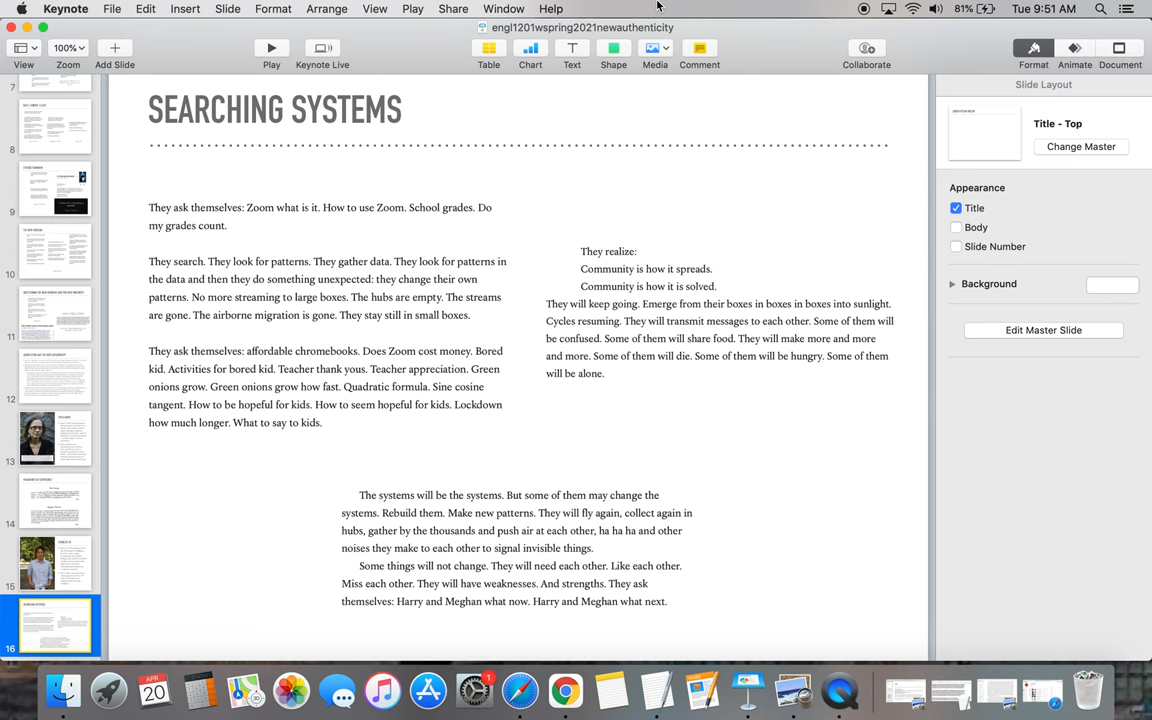 Keynote File Edit Insert Slide Format Arrange View Play Share Window Help
81% Tue 9:51 AM
engl1201wspring2021newauthenticity
100%
View Zoom Add Slide Play Keynote Live Table Chart Text Shape Media Comment Collaborate Format Animate Document
Slide Layout
Title - Top
Change Master
Appearance
Title
Body
Slide Number
Background
Edit Master Slide
7
8
9
10
11
12
13
14
15
16
SEARCHING SYSTEMS
They ask themselves: Zoom what is it. How to use Zoom. School grades. Do
my grades count.
They search. They look for patterns. They gather data. They look for patterns in
the data and then they do something unexpected: they change their own
patterns. No more streaming to large boxes. The hubs are empty. The streams
are gone. The airborne migration is gone. They stay still in small boxes.
They ask themselves: affordable chromebooks. Does Zoom cost money. Bored
kid. Activities for bored kid. Teacher thank yous. Teacher appreciation. Green
onions grow. Green onions grow how fast. Quadratic formula. Sine cosine
tangent. How to be hopeful for kids. How to seem hopeful for kids. Lockdown
how much longer. What to say to kids.
They realize:
Community is how it spreads.
Community is how it is solved.
They will keep going. Emerge from their boxes in boxes in boxes into sunlight.
Cycles resuming. They will transmit messages to each other. Some of them will
be confused. Some of them will share food. They will make more and more
and more. Some of them will die. Some of them will be hungry. Some of them
will be alone.
The systems will be the systems. But some of them may change the
systems. Rebuild them. Make new patterns. They will fly again, collect again in
hubs, gather by the thousands and push air at each other, ha ha ha and other
noises they make to each other to signal invisible things.
Some things will not change. They will need each other. Like each other.
Miss each other. They will have weaknesses. And strengths. They ask
themselves: Harry and Meghan what now. Harry and Meghan what next.
APR
20
1